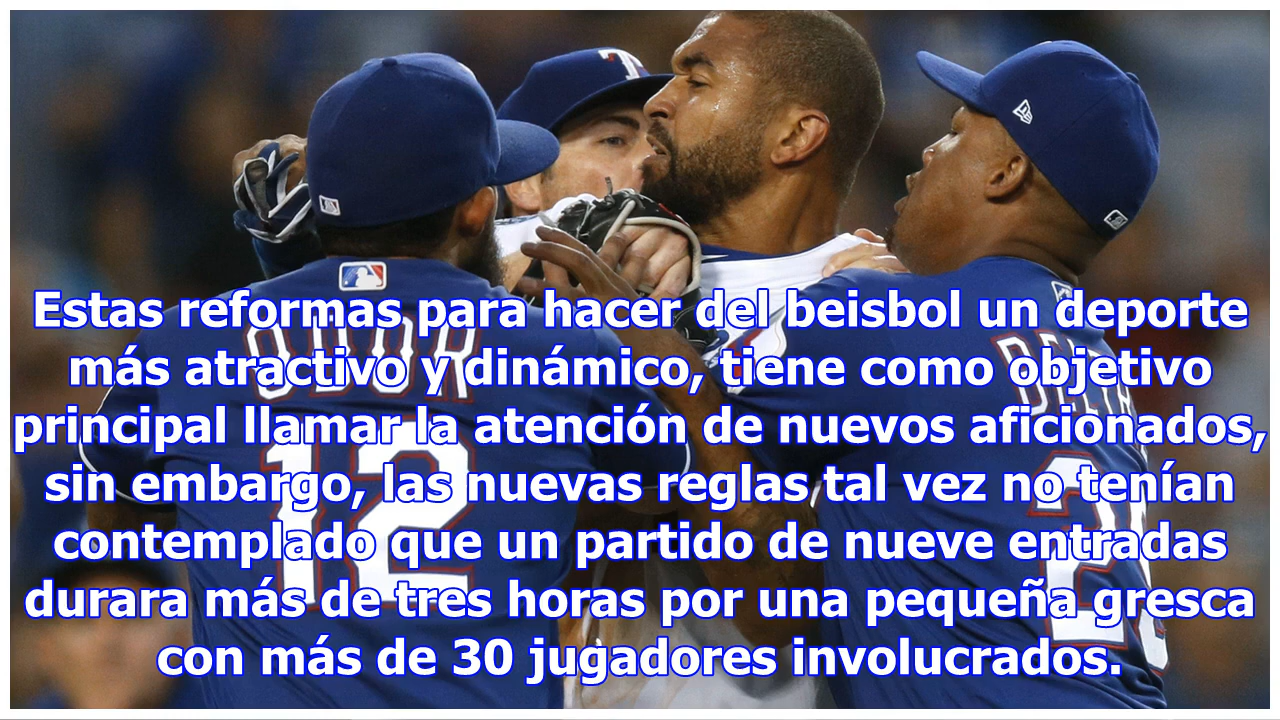 T
Estas reformas para hacer del beisbol un deporte
más atractivo y dinámico, tiene como objetivo
principal llamar la atención de nuevos aficionados,
sin embargo, las nuevas reglas tal vez no tenían
contemplado que un partido de nueve entradas
durara más de tres horas por una pequeña gresca
con más de 30 jugadores involucrados.
ODOR
12